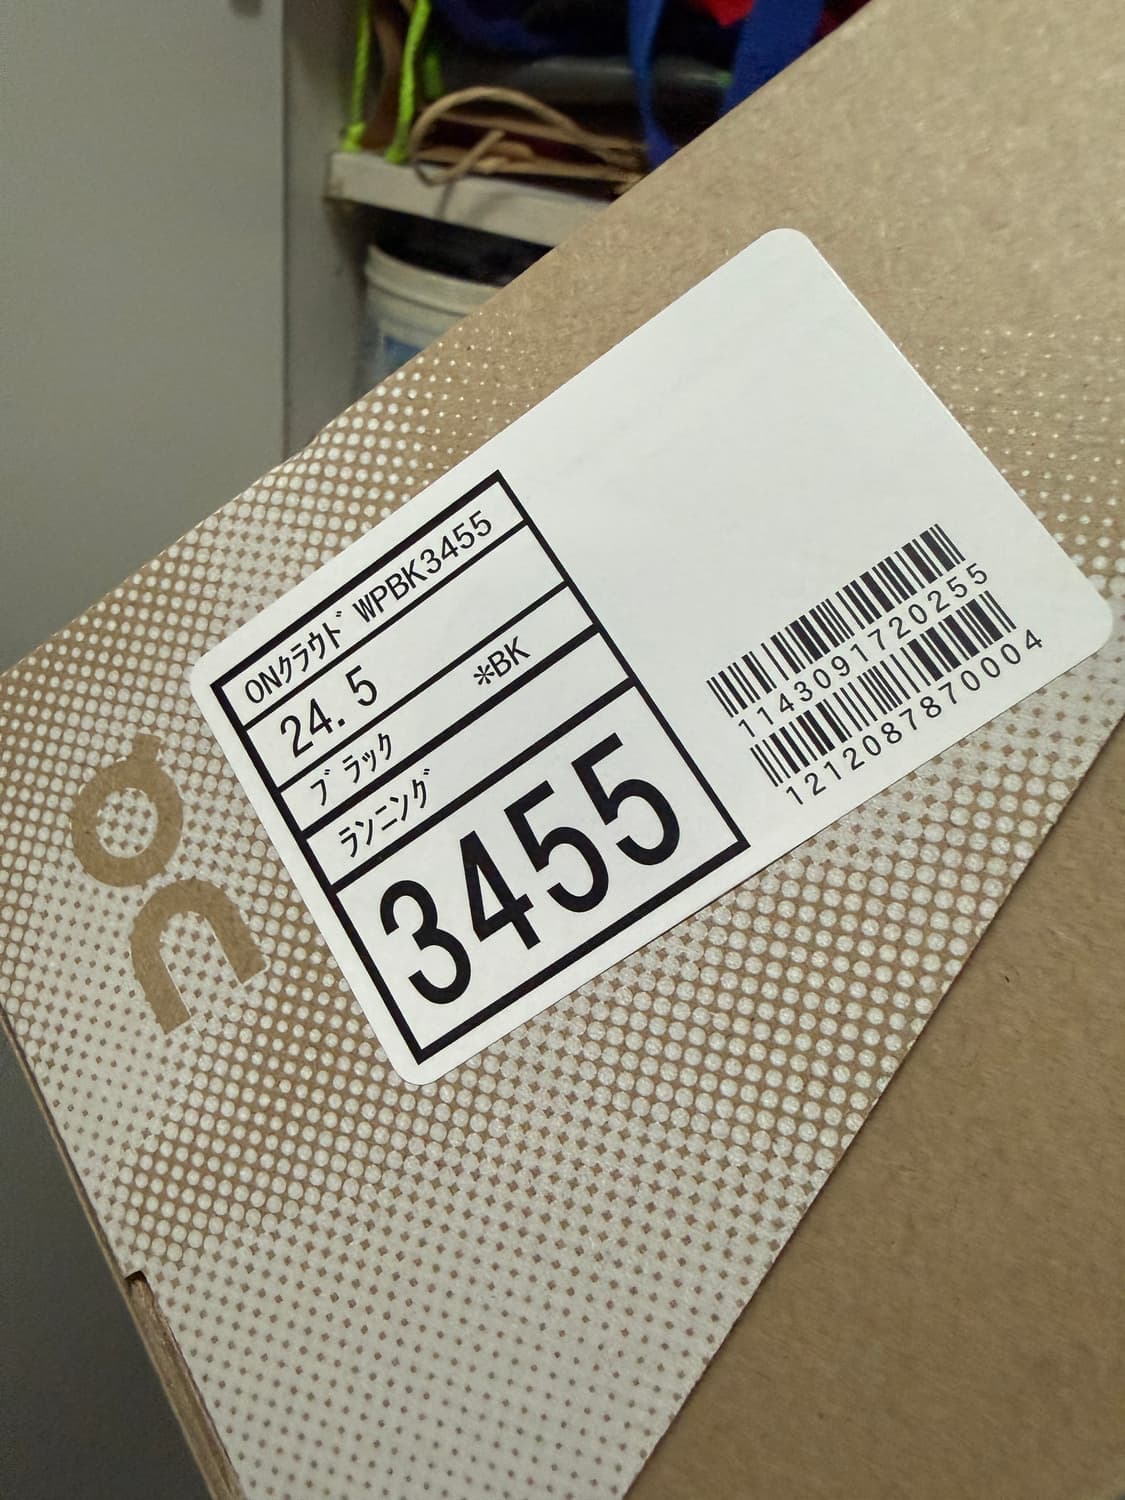 on
ONｸﾗｳﾄﾞ WPBK3455
24.5
ﾌﾞﾗｯｸ *BK
ﾗﾝﾆﾝｸﾞ
3455
1143091720255
1212087870004